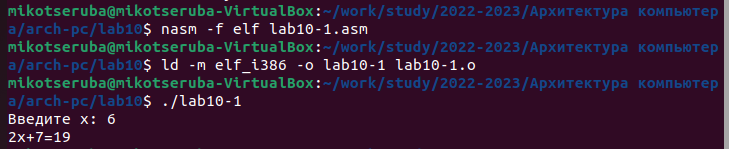 mikotseruba@mikotseruba-VirtualBox:~/work/study/2022-2023/Архитектура компьютер
а/arch-pc/lab10$ nasm -f elf lab10-1.asm
mikotseruba@mikotseruba-VirtualBox:~/work/study/2022-2023/Архитектура компьютер
а/arch-pc/lab10$ ld -m elf_i386 -o lab10-1 lab10-1.o
mikotseruba@mikotseruba-VirtualBox:~/work/study/2022-2023/Архитектура компьютер
а/arch-pc/lab10$ ./lab10-1
Введите x: 6
2x+7=19